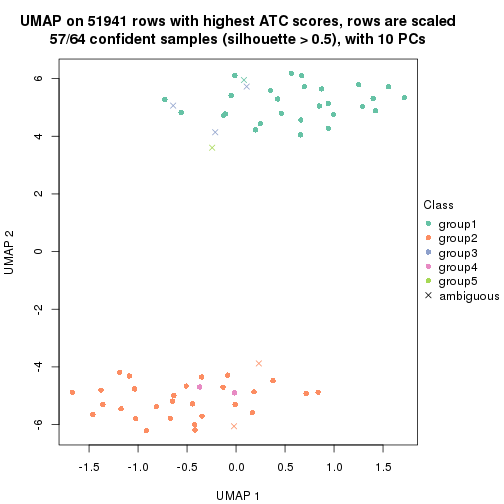 UMAP on 51941 rows with highest ATC scores, rows are scaled
57/64 confident samples (silhouette > 0.5), with 10 PCs
6
4
2
0
-2
-4
-6
UMAP 2
-1.5
-1.0
-0.5
0.0
0.5
1.0
1.5
UMAP 1
Class
group1
group2
group3
group4
group5
ambiguous